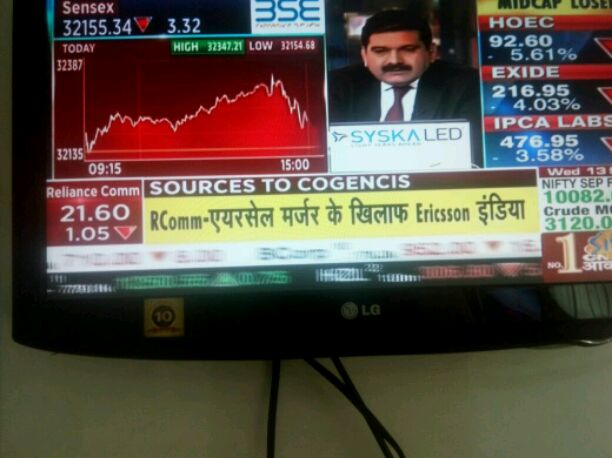 Sensex
32155.34 3.32
BSE
MIDCAP LOSE
TODAY HIGH 32347.21 LOW 32154.68
32387
32135
09:15 15:00
HOEC
92.60
- 5.61%
EXIDE
216.95
- 4.03%
IPCA LABS
476.95
- 3.58%
SYSKA LED
Reliance Comm
21.60
1.05
SOURCES TO COGENCIS
RComm-एयरसेल मर्जर के खिलाफ Ericsson इंडिया
Wed 13
NIFTY SEP
10082.
Crude M
3120.0
NO. 1
10
LG